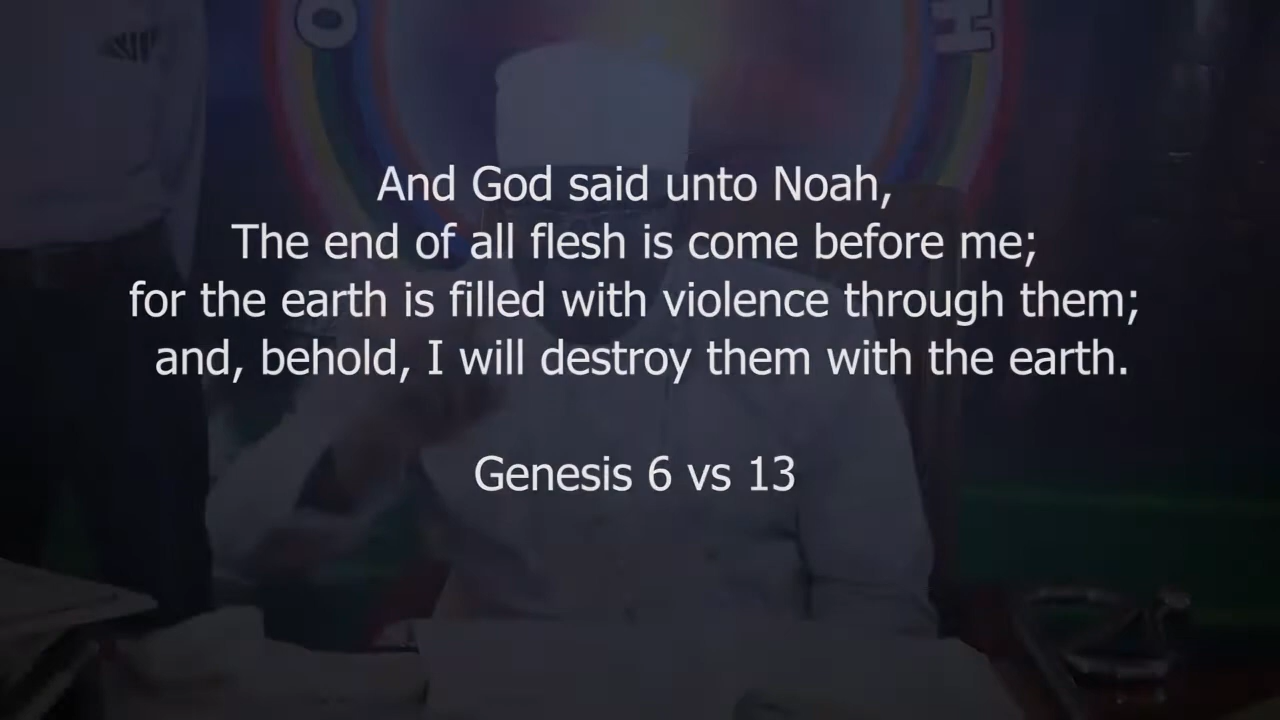 O
H
And God said unto Noah,
The end of all flesh is come before me;
for the earth is filled with violence through them;
and, behold, I will destroy them with the earth.
Genesis 6 vs 13